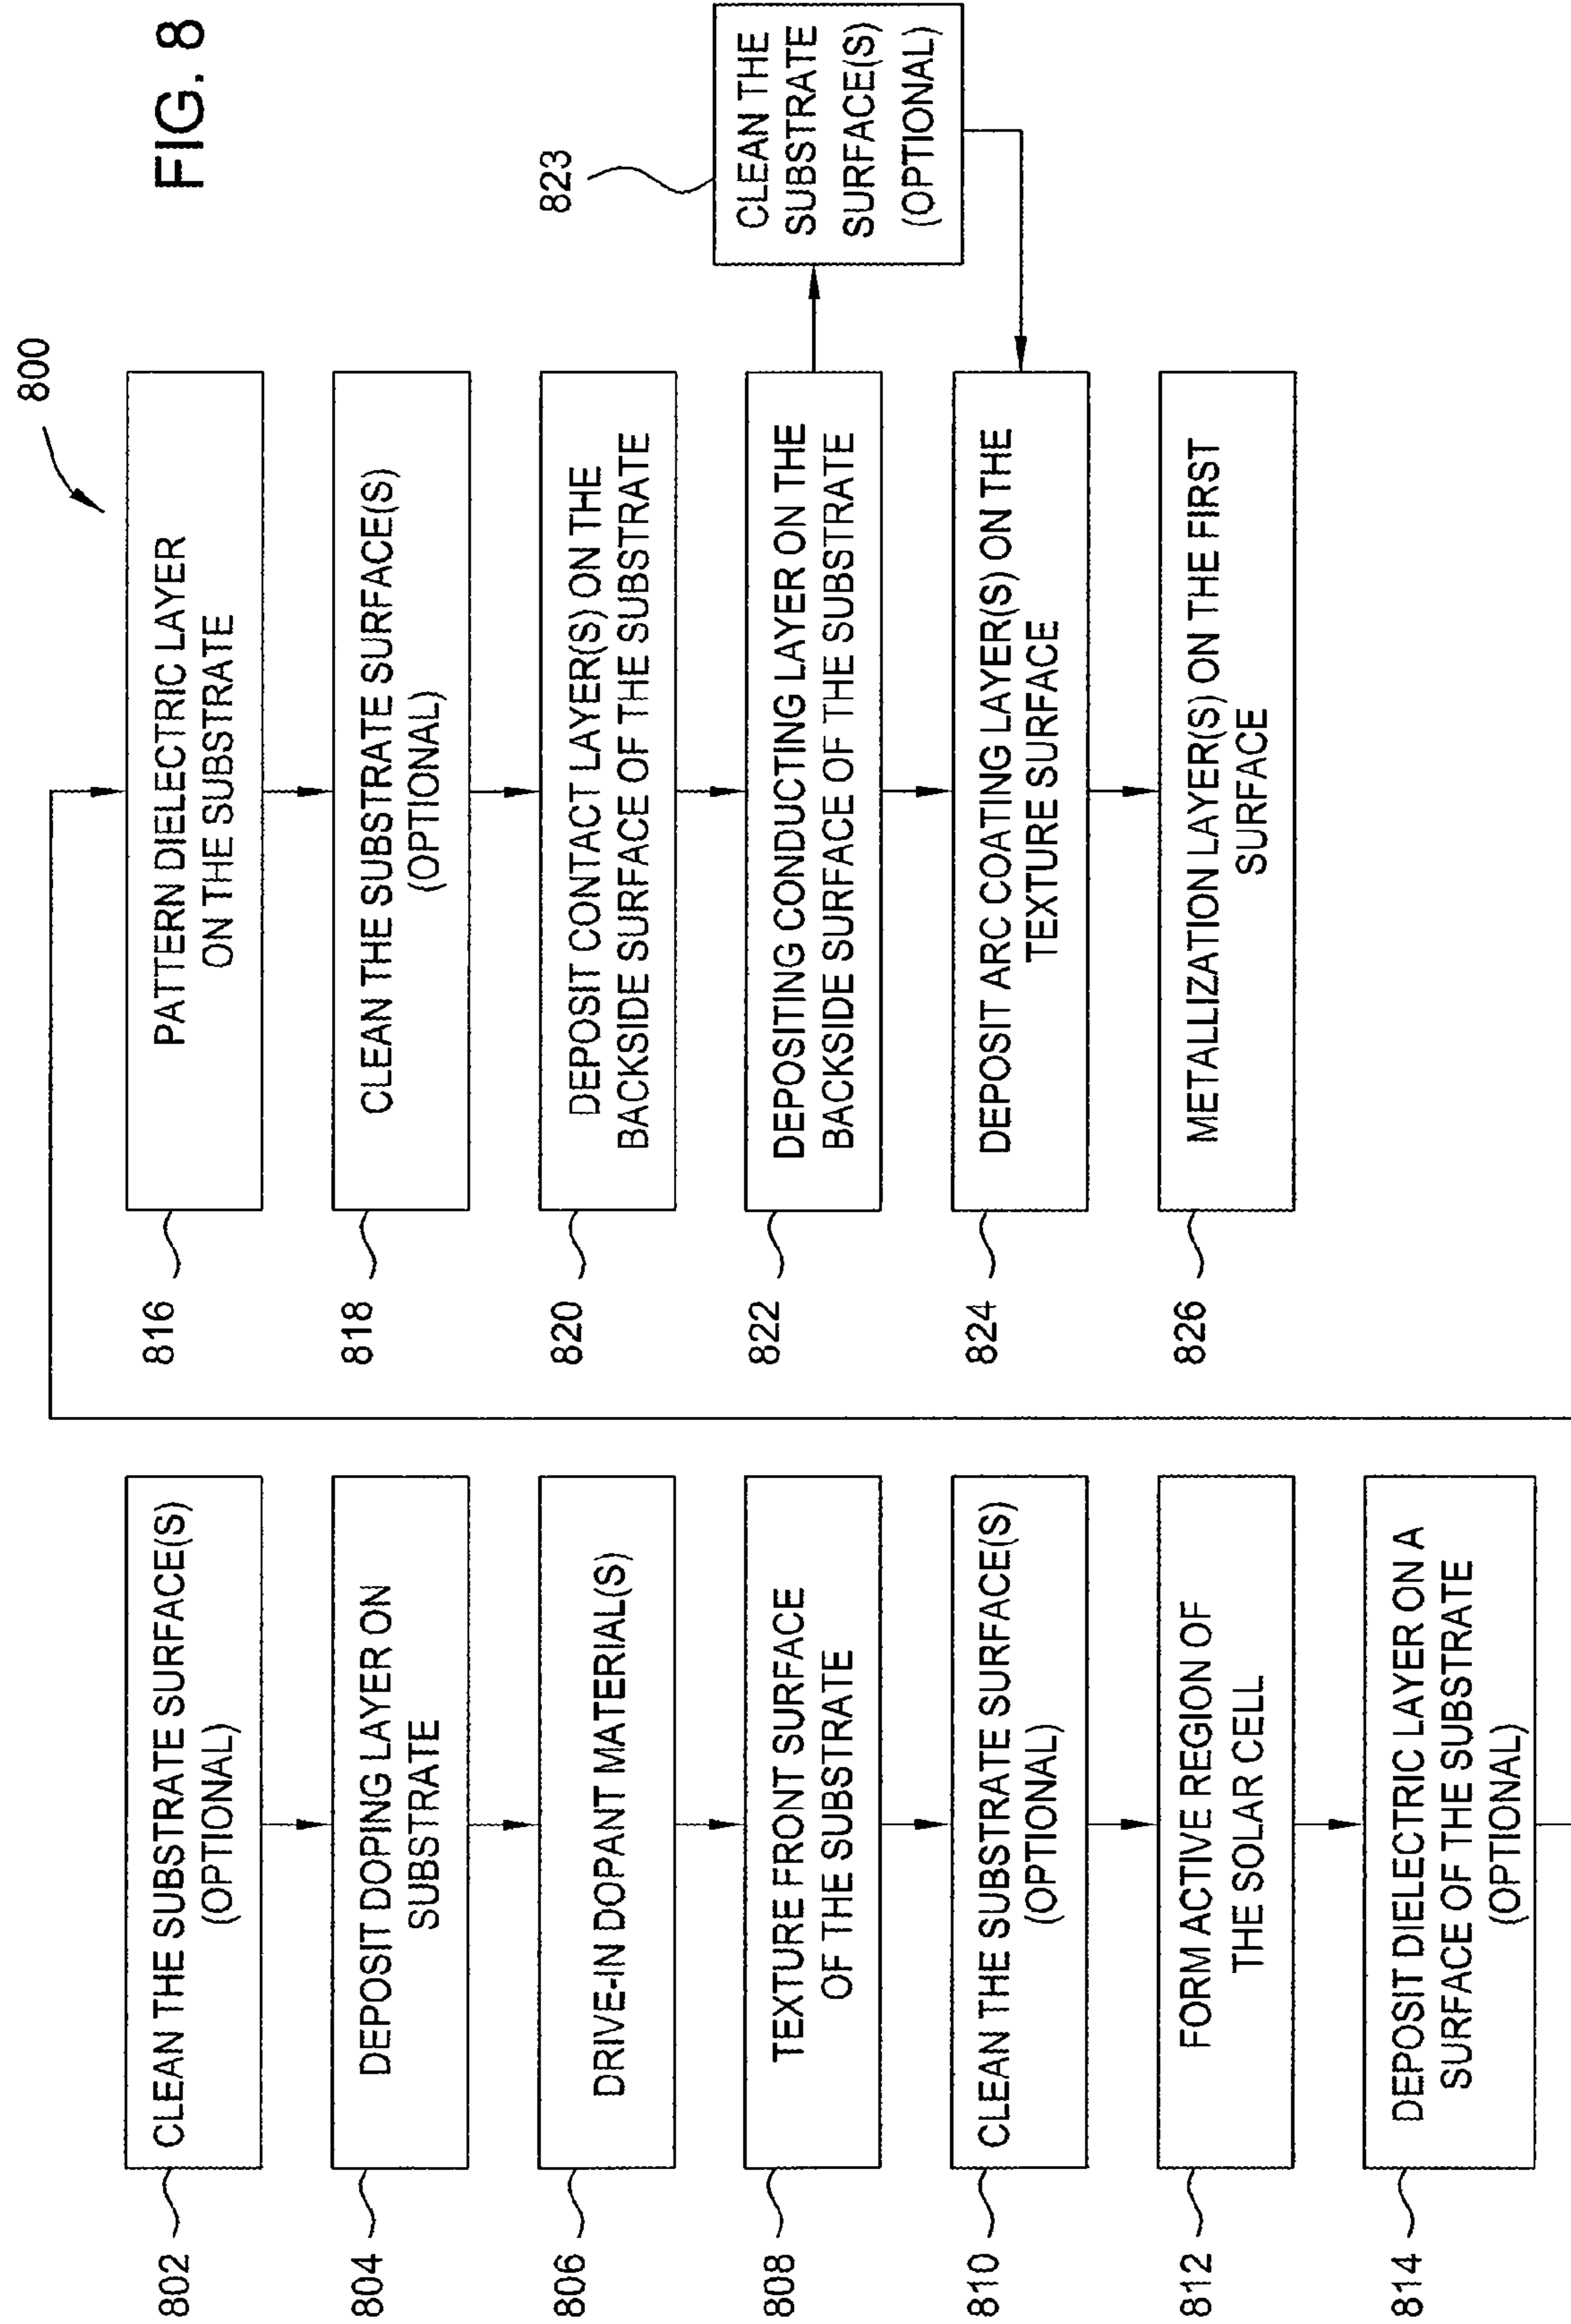 FIG. 8
800
802
CLEAN THE SUBSTRATE SURFACE(S)
(OPTIONAL)
804
DEPOSIT DOPING LAYER ON
SUBSTRATE
806
DRIVE-IN DOPANT MATERIAL(S)
808
TEXTURE FRONT SURFACE
OF THE SUBSTRATE
810
CLEAN THE SUBSTRATE SURFACE(S)
(OPTIONAL)
812
FORM ACTIVE REGION OF
THE SOLAR CELL
814
DEPOSIT DIELECTRIC LAYER ON A
SURFACE OF THE SUBSTRATE
(OPTIONAL)
816
PATTERN DIELECTRIC LAYER
ON THE SUBSTRATE
818
CLEAN THE SUBSTRATE SURFACE(S)
(OPTIONAL)
820
DEPOSIT CONTACT LAYER(S) ON THE
BACKSIDE SURFACE OF THE SUBSTRATE
822
DEPOSITING CONDUCTING LAYER ON THE
BACKSIDE SURFACE OF THE SUBSTRATE
823
CLEAN THE
SUBSTRATE
SURFACE(S)
(OPTIONAL)
824
DEPOSIT ARC COATING LAYER(S) ON THE
TEXTURE SURFACE
826
METALLIZATION LAYER(S) ON THE FIRST
SURFACE